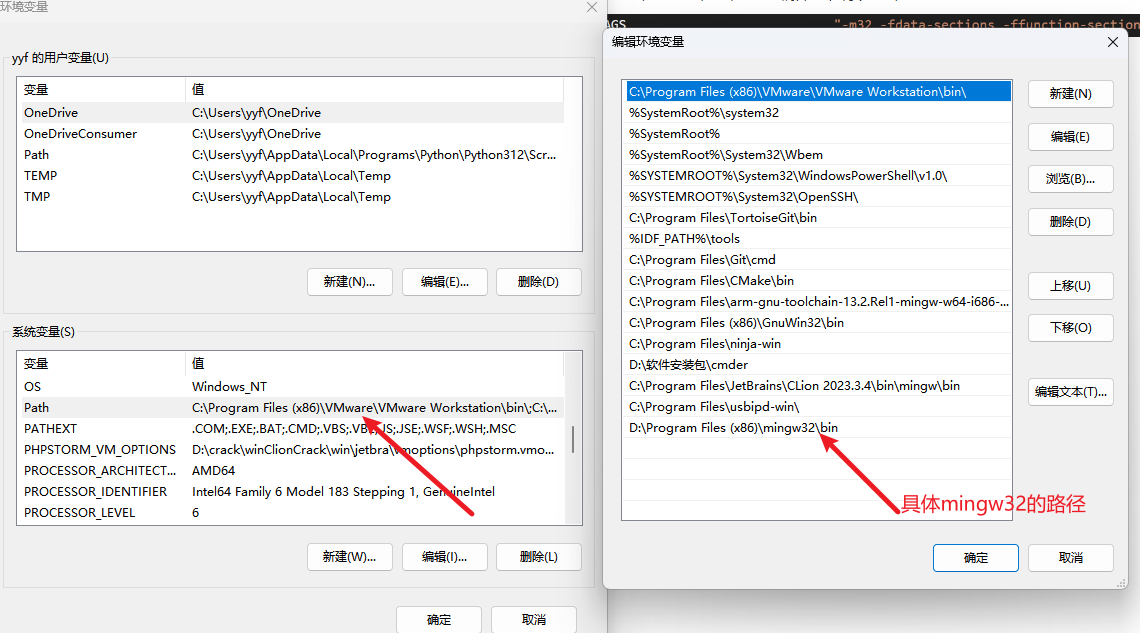 环境变量
yyf 的用户变量(U)
变量 值
OneDrive C:\Users\yyf\OneDrive
OneDriveConsumer C:\Users\yyf\OneDrive
Path C:\Users\yyf\AppData\Local\Programs\Python\Python312\Scr...
TEMP C:\Users\yyf\AppData\Local\Temp
TMP C:\Users\yyf\AppData\Local\Temp
新建(N)... 编辑(E)... 删除(D)
系统变量(S)
变量 值
OS Windows_NT
Path C:\Program Files (x86)\VMware\VMware Workstation\bin\;C:\...
PATHEXT .COM;.EXE;.BAT;.CMD;.VBS;.VBE;.JS;.JSE;.WSF;.WSH;.MSC
PHPSTORM_VM_OPTIONS D:\crack\winClionCrack\win\jetbra\vmoptions\phpstorm.vmo...
PROCESSOR_ARCHITECT... AMD64
PROCESSOR_IDENTIFIER Intel64 Family 6 Model 183 Stepping 1, GenuineIntel
PROCESSOR_LEVEL 6
新建(W)... 编辑(I)... 删除(L)
确定 取消
AGS "-m32 -fdata-sections -ffunction-section
编辑环境变量
C:\Program Files (x86)\VMware\VMware Workstation\bin\
%SystemRoot%\system32
%SystemRoot%
%SystemRoot%\System32\Wbem
%SYSTEMROOT%\System32\WindowsPowerShell\v1.0\
%SYSTEMROOT%\System32\OpenSSH\
C:\Program Files\TortoiseGit\bin
%IDF_PATH%\tools
C:\Program Files\Git\cmd
C:\Program Files\CMake\bin
C:\Program Files\arm-gnu-toolchain-13.2.Rel1-mingw-w64-i686-...
C:\Program Files (x86)\GnuWin32\bin
C:\Program Files\ninja-win
D:\软件安装包\cmder
C:\Program Files\JetBrains\CLion 2023.3.4\bin\mingw\bin
C:\Program Files\usbipd-win\
D:\Program Files (x86)\mingw32\bin
新建(N)
编辑(E)
浏览(B)...
删除(D)
上移(U)
下移(O)
编辑文本(T)...
具体mingw32的路径
确定 取消